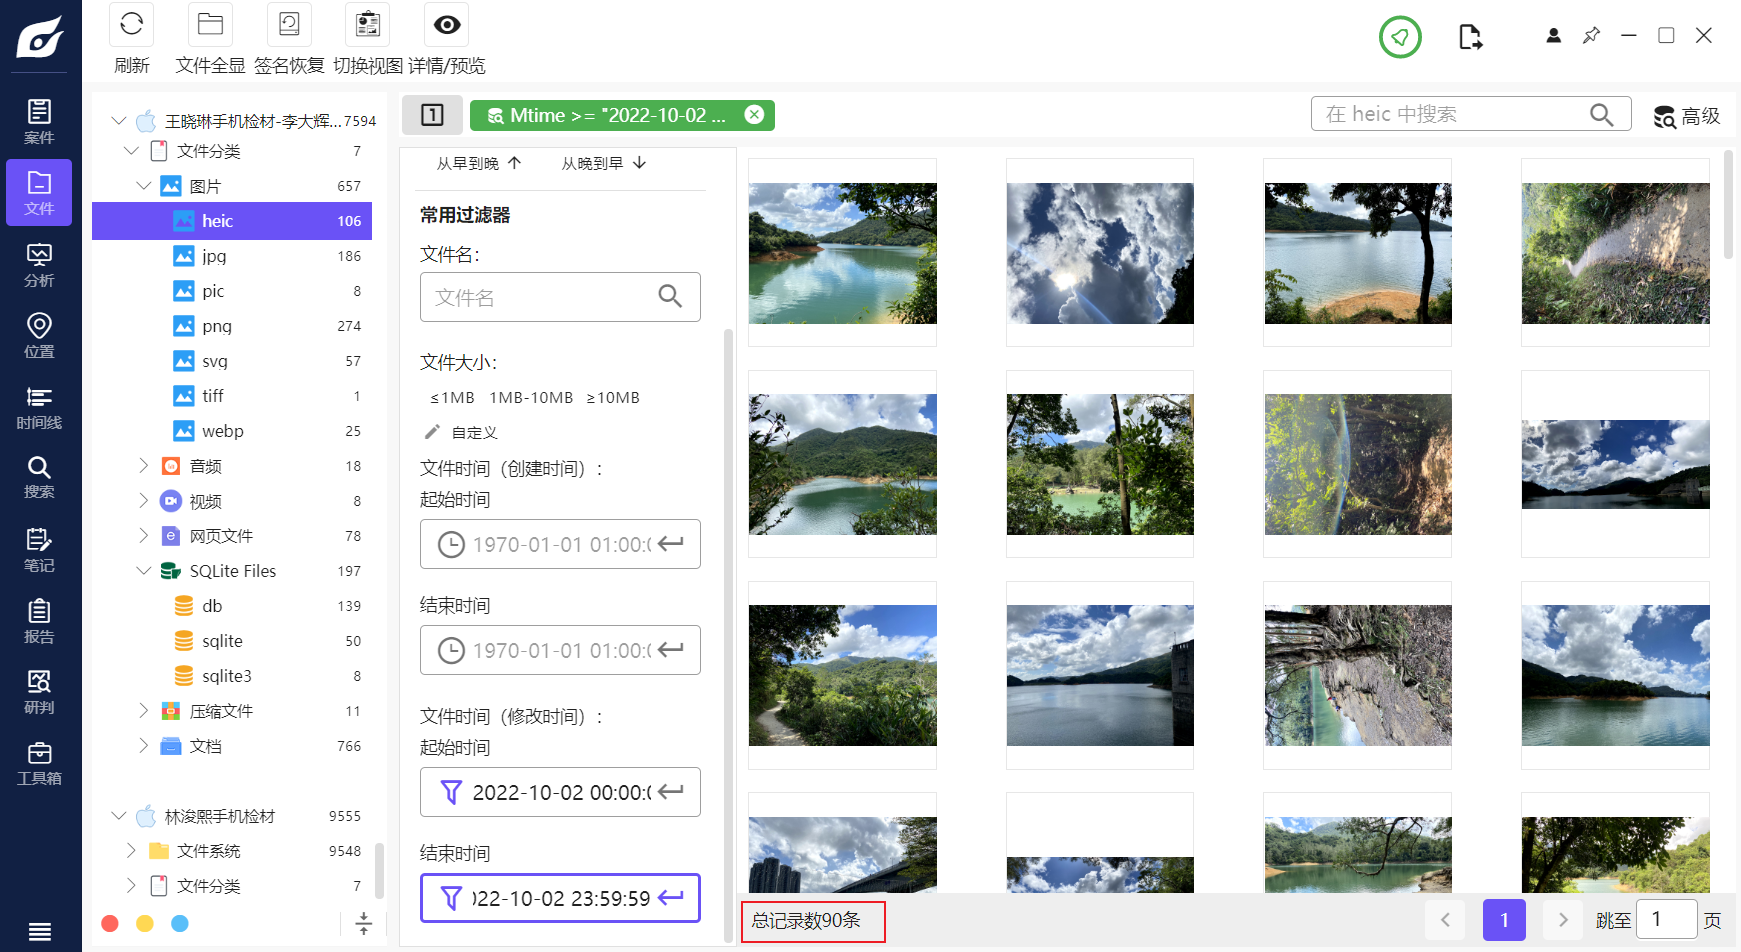 刷新
文件全显
签名恢复
切换视图
详情/预览
案件
文件
分析
位置
时间线
搜索
笔记
报告
研判
工具箱
王晓琳手机检材-李大辉... 7594
文件分类 7
图片 657
heic 106
jpg 186
pic 8
png 274
svg 57
tiff 1
webp 25
音频 18
视频 8
网页文件 78
SQLite Files 197
db 139
sqlite 50
sqlite3 8
压缩文件 11
文档 766
林浚熙手机检材 9555
文件系统 9548
文件分类 7
1
Mtime >= "2022-10-02 ...
在 heic 中搜索
高级
从早到晚
从晚到早
常用过滤器
文件名：
文件名
文件大小：
≤1MB 1MB-10MB ≥10MB
自定义
文件时间（创建时间）：
起始时间
1970-01-01 01:00:
结束时间
1970-01-01 01:00:
文件时间（修改时间）：
起始时间
2022-10-02 00:00:
结束时间
22-10-02 23:59:59
总记录数90条
1
跳至 1 页